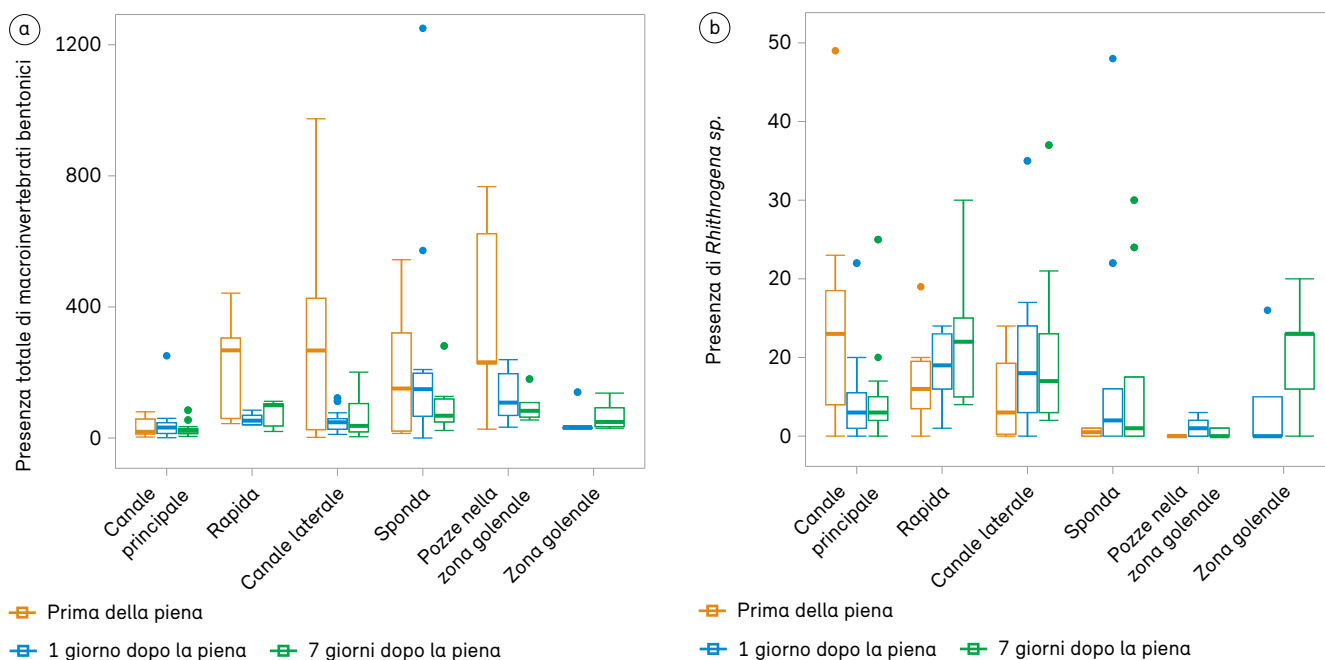 a
Presenza totale di macroinvertebrati bentonici
1200
800
400
0
Canale
principale
Rapida
Canale laterale
Sponda
Pozze nella
zona golenale
Zona golenale
Prima della piena
1 giorno dopo la piena
7 giorni dopo la piena
b
Presenza di Rhithrogena sp.
50
40
30
20
20
0
Canale
principale
Rapida
Canale laterale
Sponda
Pozze nella
zona golenale
Zona golenale
Prima della piena
1 giorno dopo la piena
7 giorni dopo la piena